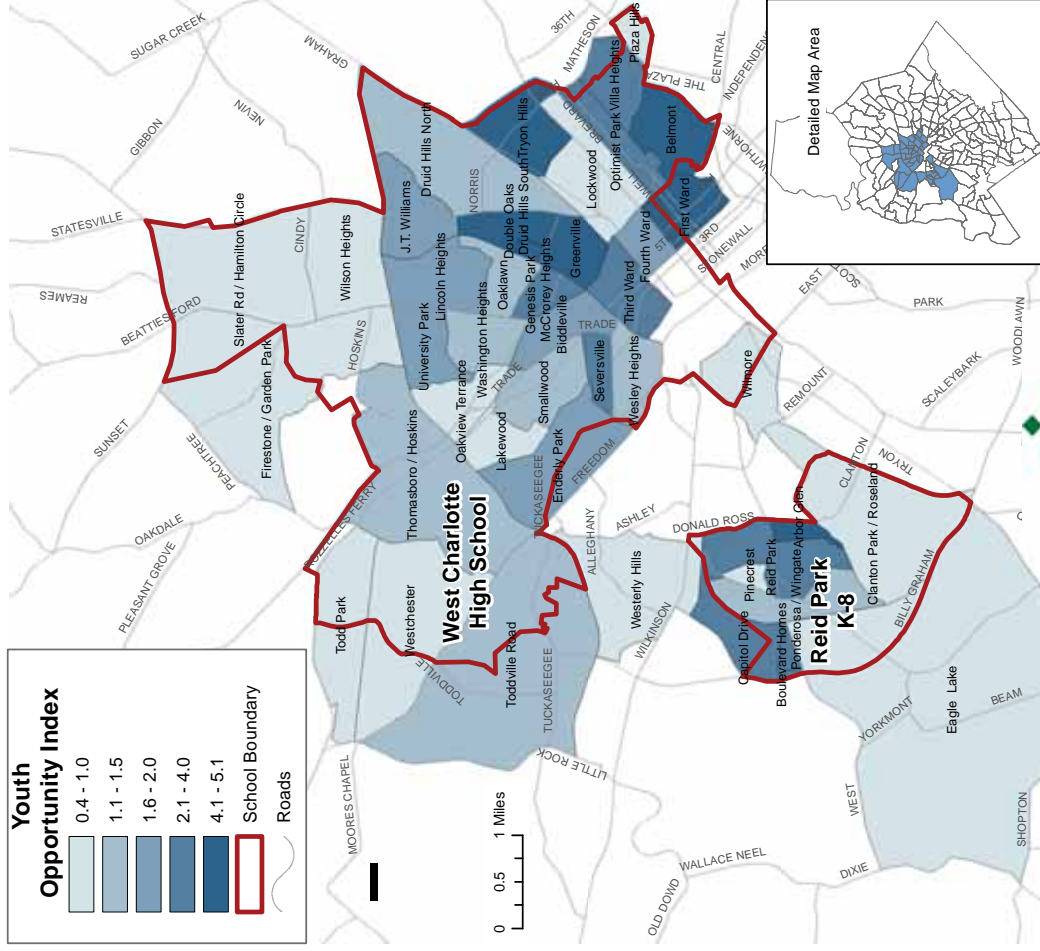 Youth
Opportunity Index
0.4 - 1.0
1.1 - 1.5
1.6 - 2.0
2.1 - 4.0
4.1 - 5.1
School Boundary
Roads
0 0.5 1 Miles
Detailed Map Area
West Charlotte
High School
Reid Park
K-8
Slater Rd / Hamilton Circle
Wilson Heights
Firestone / Garden Park
Druid Hills North
J.T. Williams
Lincoln Heights
University Park
Thomasboro / Hoskins
Oakview Terrance
Washington Heights
Oaklawn
Double Oaks
Druid Hills South
Tryon Hills
Lockwood
Genesis Park
McCrorey Heights
Greenville
Biddleville
Smallwood
Lakewood
Seversville
Enderly Park
Wesley Heights
Third Ward
Fourth Ward
First Ward
Optimist Park
Villa Heights
Plaza Hills
Belmont
Wilmore
Todd Park
Westchester
Toddville Road
Westerly Hills
Capitol Drive
Pinecrest
Reid Park
Boulevard Homes
Ponderosa / Wingate
Arbor Glen
Clanton Park / Roseland
Eagle Lake
SUGAR CREEK
GRAHAM
GIBBON
NEVIN
STATESVILLE
REAMES
BEATTIESFORD
CINDY
HOSKINS
SUNSET
PEACHTREE
OAKDALE
PLEASANT GROVE
ROZZELLES FERRY
MOORES CHAPEL
TODDVILLE
TUCKASEEGEE
TUCKASEEGEE
LITTLE ROCK
ALLEGHANY
ASHLEY
FREEDOM
WILKINSON
DONALD ROSS
NORRIS
TRADE
TRADE
BREVARD
36TH
MATHESON
THE PLAZA
CENTRAL
3RD
STONEWALL
EAST
PARK
REMOUNT
SCALEYBARK
WOODLAWN
CLANTON
TRYON
BILLY GRAHAM
YORKMONT
BEAM
WEST
SHOPTON
DIXIE
WALLACE NEEL
OLD DOWD